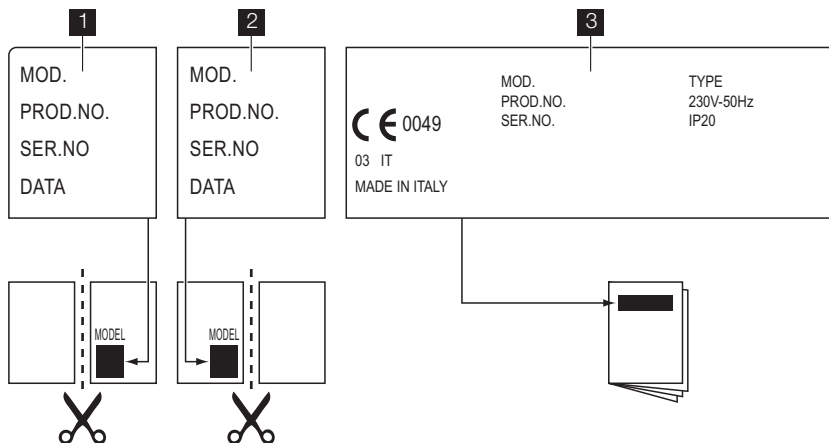 1
MOD.
PROD.NO.
SER.NO
DATA
2
MOD.
PROD.NO.
SER.NO
DATA
3
MOD.
PROD.NO.
SER.NO.
TYPE
230V-50Hz
IP20
CE 0049
03 IT
MADE IN ITALY
MODEL
MODEL